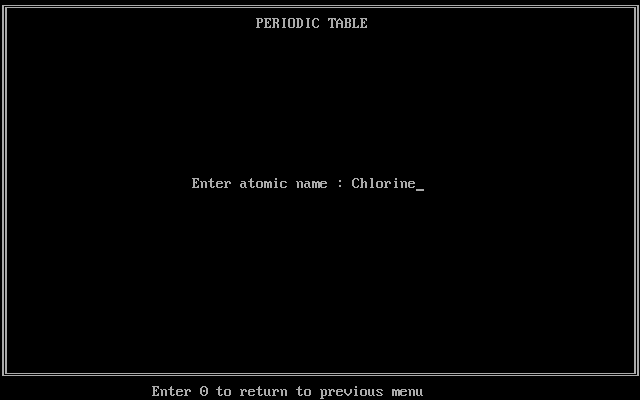 PERIODIC TABLE
Enter atomic name : Chlorine_
Enter 0 to return to previous menu